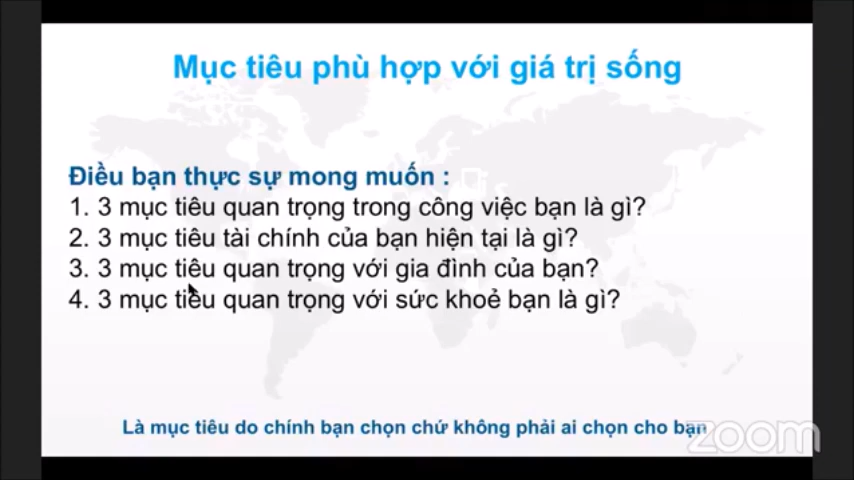 Mục tiêu phù hợp với giá trị sống
Điều bạn thực sự mong muốn :
1. 3 mục tiêu quan trọng trong công việc bạn là gì?
2. 3 mục tiêu tài chính của bạn hiện tại là gì?
3. 3 mục tiêu quan trọng với gia đình của bạn?
4. 3 mục tiêu quan trọng với sức khoẻ bạn là gì?
Là mục tiêu do chính bạn chọn chứ không phải ai chọn cho bạn
zoom